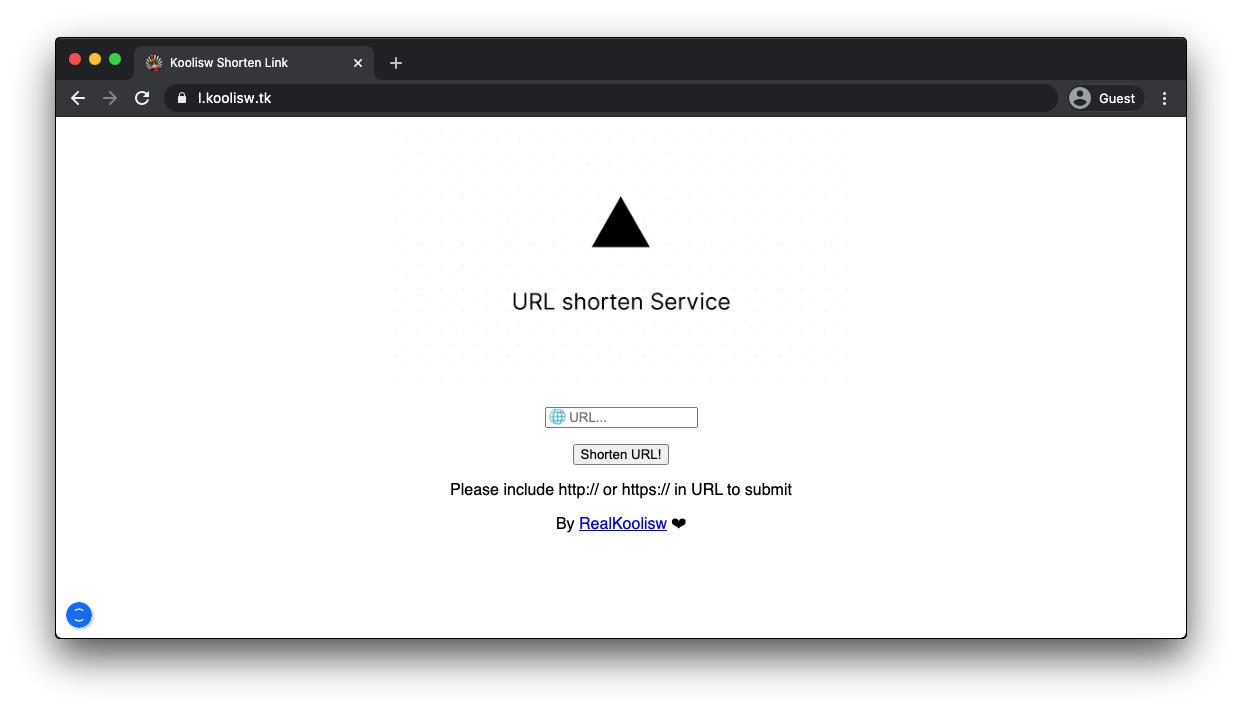 Koolisw Shorten Link
l.koolisw.tk
Guest
URL shorten Service
🌐 URL...
Shorten URL!
Please include http:// or https:// in URL to submit
By RealKoolisw ❤